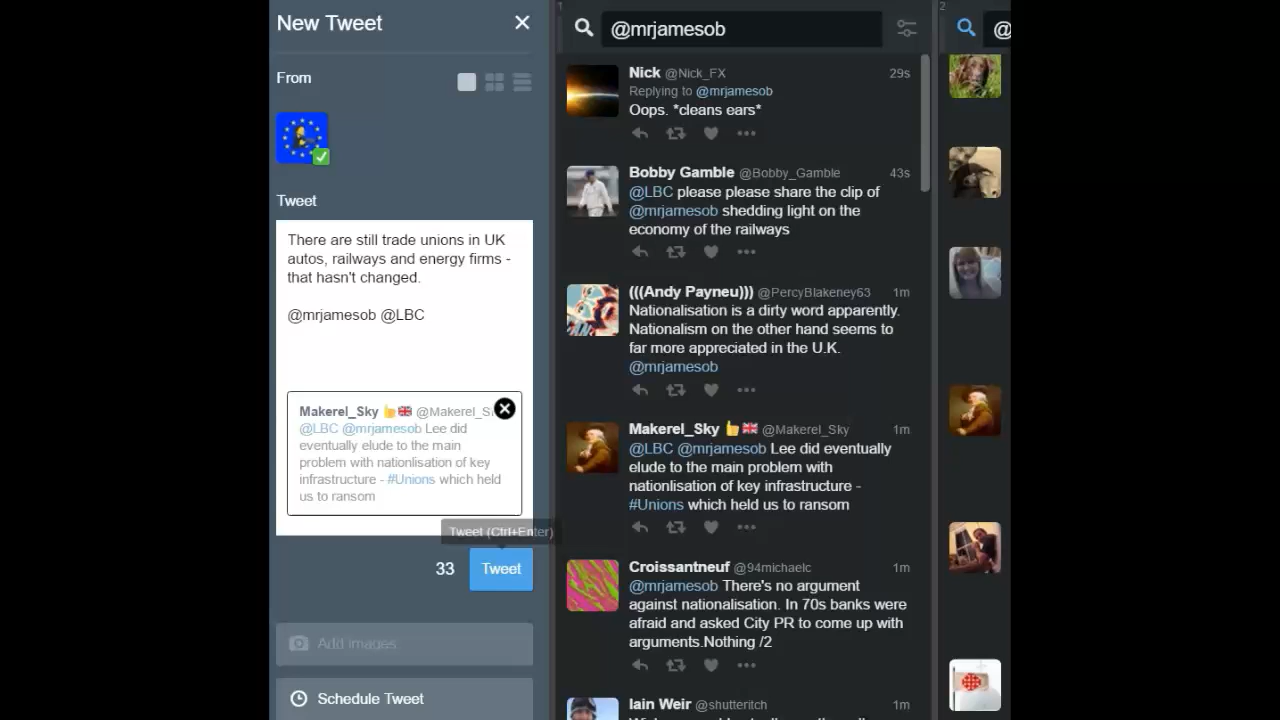 New Tweet
From
Tweet
There are still trade unions in UK
autos, railways and energy firms -
that hasn't changed.
@mrjamesob @LBC
Makerel_Sky 👍🇬🇧 @Makerel_S
@LBC @mrjamesob Lee did
eventually elude to the main
problem with nationlisation of key
infrastructure - #Unions which held
us to ransom
Tweet (Ctrl+Enter)
33
Tweet
Add images
Schedule Tweet
1
@mrjamesob
Nick @Nick_FX 29s
Replying to @mrjamesob
Oops. *cleans ears*
Bobby Gamble @Bobby_Gamble 43s
@LBC please please share the clip of
@mrjamesob shedding light on the
economy of the railways
(((Andy Payneu))) @PercyBlakeney63 1m
Nationalisation is a dirty word apparently.
Nationalism on the other hand seems to
far more appreciated in the U.K.
@mrjamesob
Makerel_Sky 👍🇬🇧 @Makerel_Sky 1m
@LBC @mrjamesob Lee did eventually
elude to the main problem with
nationlisation of key infrastructure -
#Unions which held us to ransom
Croissantneuf @94michaelc 1m
@mrjamesob There's no argument
against nationalisation. In 70s banks were
afraid and asked City PR to come up with
arguments.Nothing /2
Iain Weir @shutteritch 1m
2
@